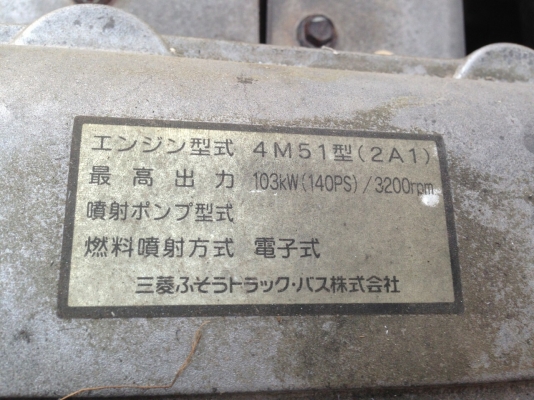 エンジン型式 4M51型(2A1)
最高出力 103kW(140PS)/3200rpm
噴射ポンプ型式
燃料噴射方式 電子式
三菱ふそうトラック・バス株式会社